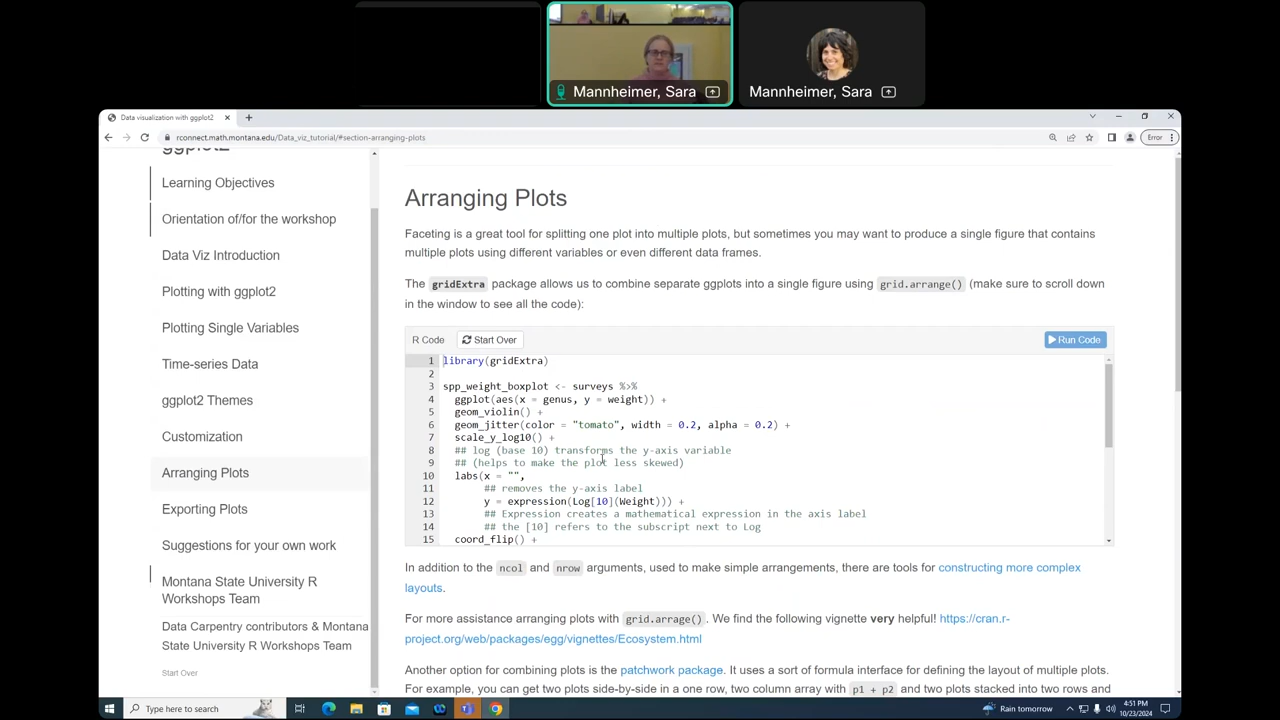 Mannheimer, Sara
Mannheimer, Sara
Data visualization with ggplot2
rconnect.math.montana.edu/Data_viz_tutorial/#section-arranging-plots
Error
ggplot2
Learning Objectives
Orientation of/for the workshop
Data Viz Introduction
Plotting with ggplot2
Plotting Single Variables
Time-series Data
ggplot2 Themes
Customization
Arranging Plots
Exporting Plots
Suggestions for your own work
Montana State University R
Workshops Team
Data Carpentry contributors & Montana
State University R Workshops Team
Start Over
Arranging Plots
Faceting is a great tool for splitting one plot into multiple plots, but sometimes you may want to produce a single figure that contains
multiple plots using different variables or even different data frames.
The gridExtra package allows us to combine separate ggplots into a single figure using grid.arrange() (make sure to scroll down
in the window to see all the code):
R Code Start Over Run Code
1 library(gridExtra)
2
3 spp_weight_boxplot <- surveys %>%
4 ggplot(aes(x = genus, y = weight)) +
5 geom_violin() +
6 geom_jitter(color = "tomato", width = 0.2, alpha = 0.2) +
7 scale_y_log10() +
8 ## log (base 10) transforms the y-axis variable
9 ## (helps to make the plot less skewed)
10 labs(x = "",
11 ## removes the y-axis label
12 y = expression(Log[10](Weight))) +
13 ## Expression creates a mathematical expression in the axis label
14 ## the [10] refers to the subscript next to Log
15 coord_flip() +
In addition to the ncol and nrow arguments, used to make simple arrangements, there are tools for constructing more complex
layouts.
For more assistance arranging plots with grid.arrage(). We find the following vignette very helpful! https://cran.r-
project.org/web/packages/egg/vignettes/Ecosystem.html
Another option for combining plots is the patchwork package. It uses a sort of formula interface for defining the layout of multiple plots.
For example, you can get two plots side-by-side in a one row, two column array with p1 + p2 and two plots stacked into two rows and
Type here to search
Rain tomorrow
4:51 PM
10/23/2024